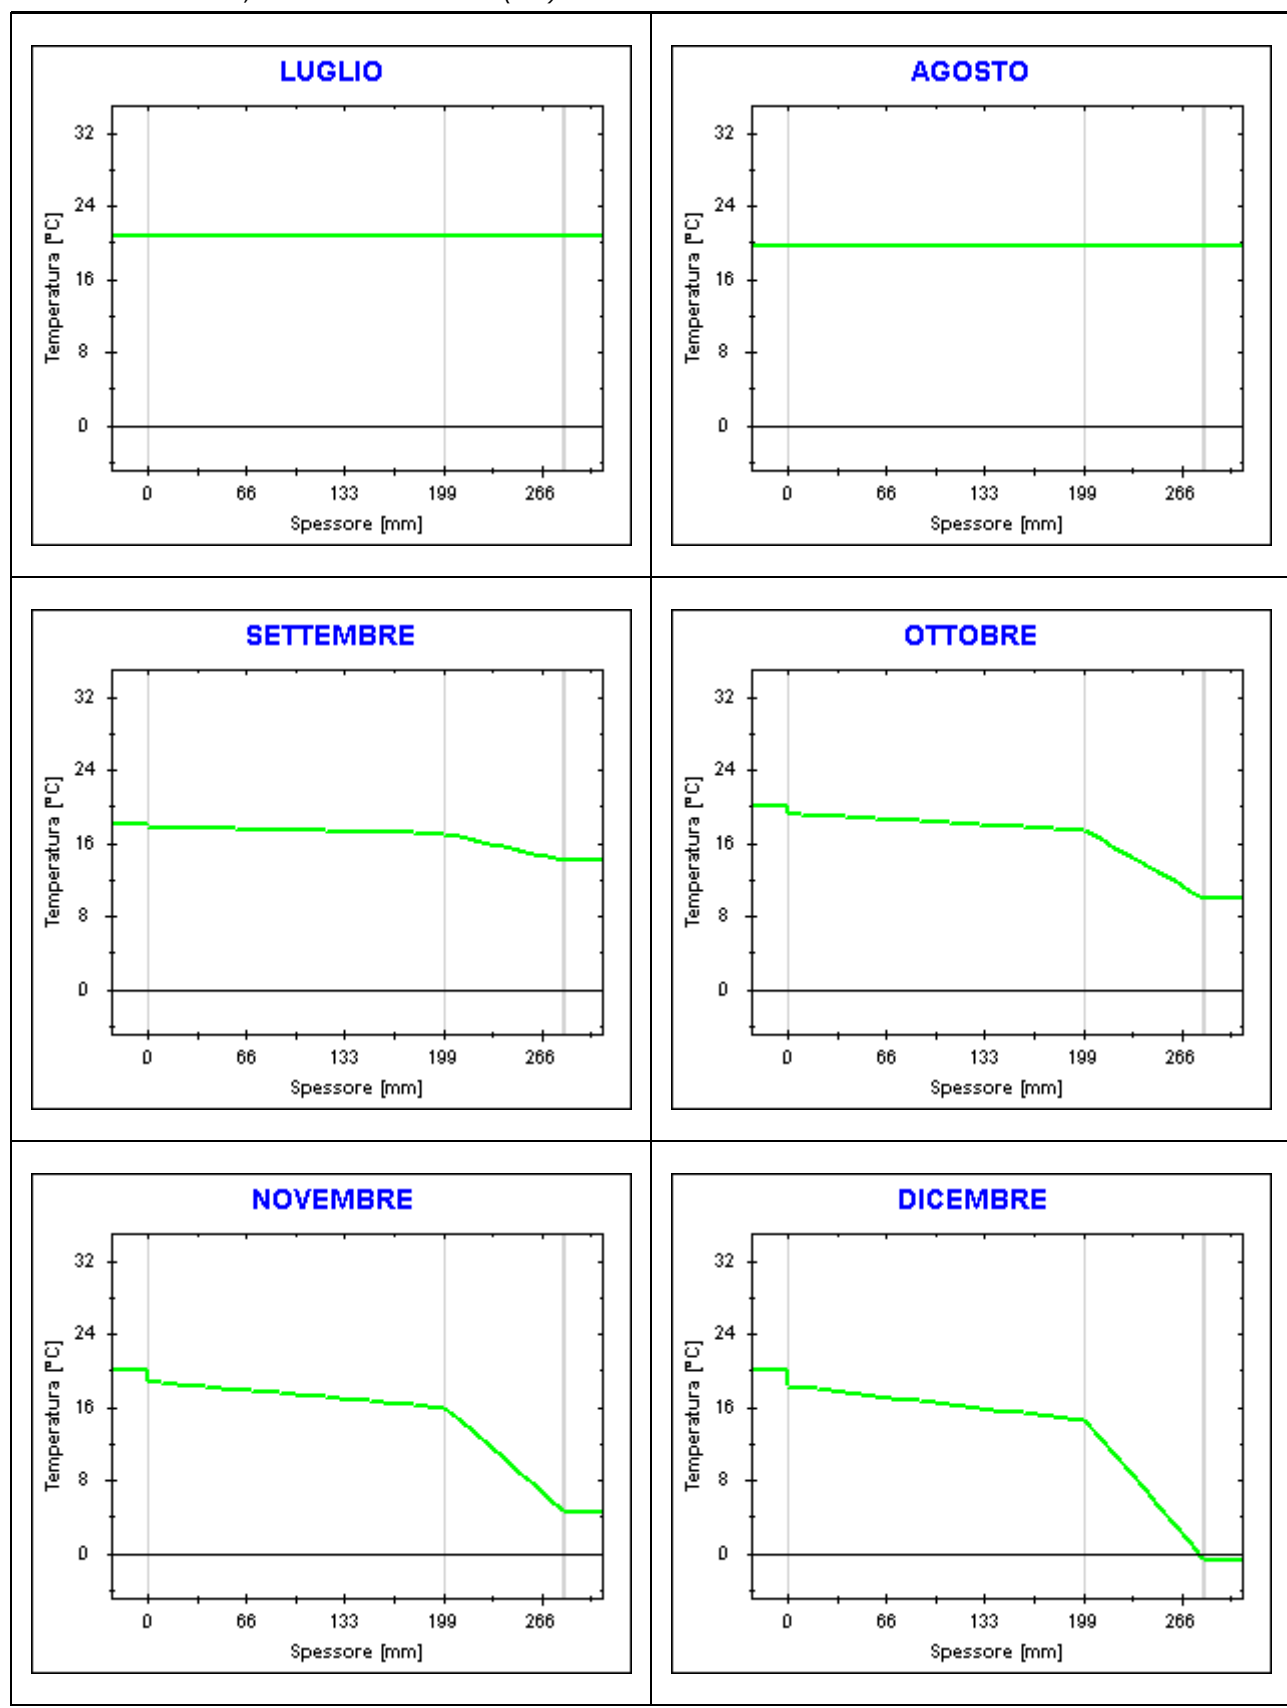 LUGLIO
32
24
16
8
0
Temperatura [°C]
0 66 133 199 266
Spessore [mm]
AGOSTO
32
24
16
8
0
Temperatura [°C]
0 66 133 199 266
Spessore [mm]
SETTEMBRE
32
24
16
8
0
Temperatura [°C]
0 66 133 199 266
Spessore [mm]
OTTOBRE
32
24
16
8
0
Temperatura [°C]
0 66 133 199 266
Spessore [mm]
NOVEMBRE
32
24
16
8
0
Temperatura [°C]
0 66 133 199 266
Spessore [mm]
DICEMBRE
32
24
16
8
0
Temperatura [°C]
0 66 133 199 266
Spessore [mm]